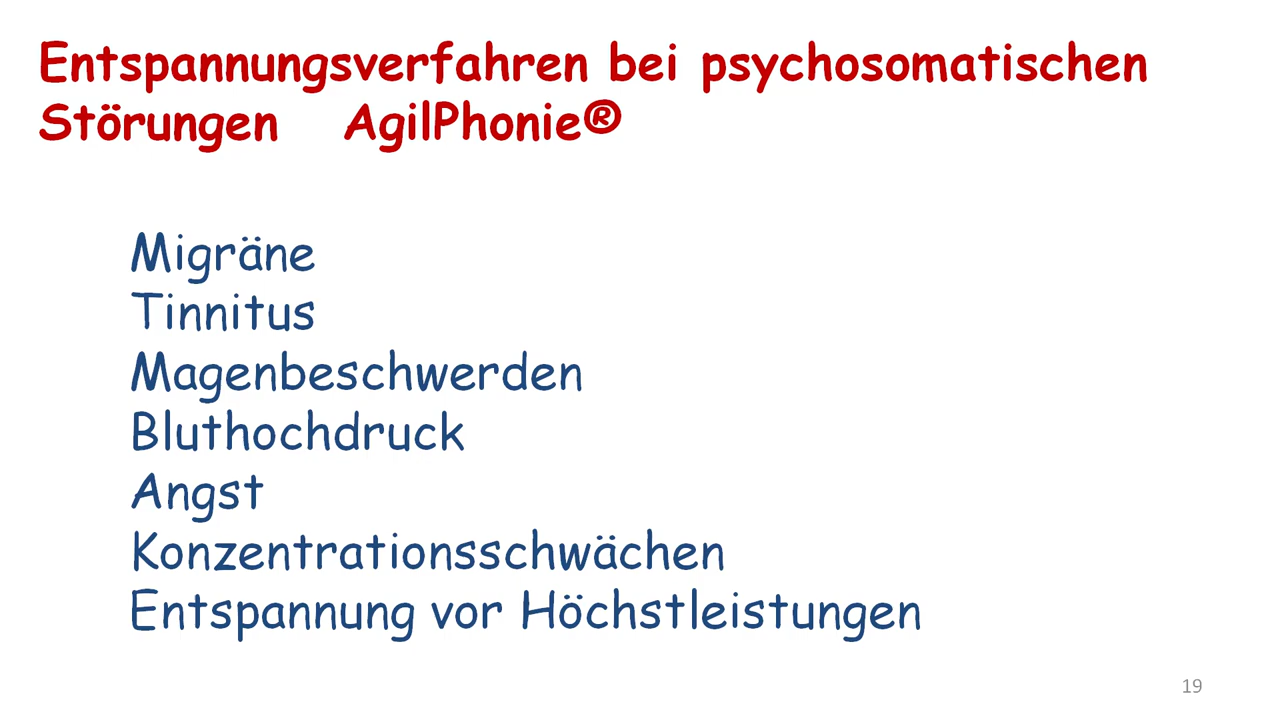 Entspannungsverfahren bei psychosomatischen
Störungen AgilPhonie®
Migräne
Tinnitus
Magenbeschwerden
Bluthochdruck
Angst
Konzentrationsschwächen
Entspannung vor Höchstleistungen
19